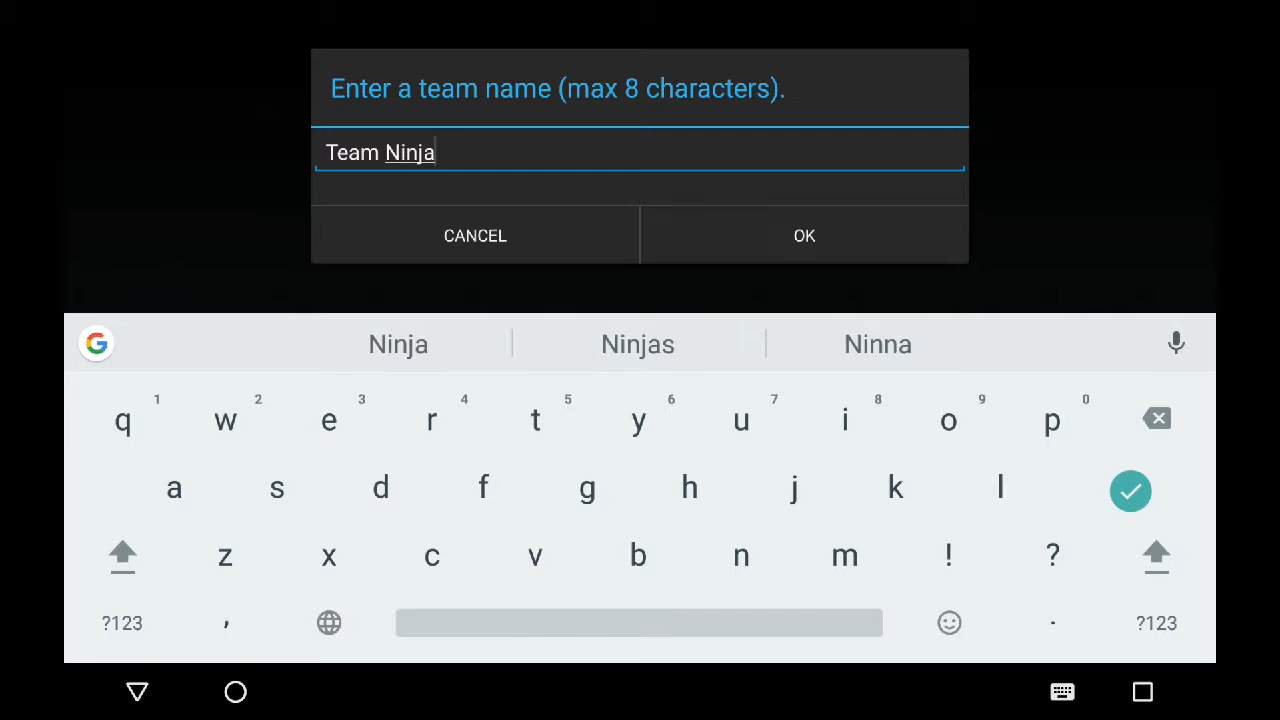 Enter a team name (max 8 characters).
Team Ninja
CANCEL OK
G Ninja Ninjas Ninna
1 2 3 4 5 6 7 8 9 0
q w e r t y u i o p
a s d f g h j k l
z x c v b n m ! ?
?123 , . ?123